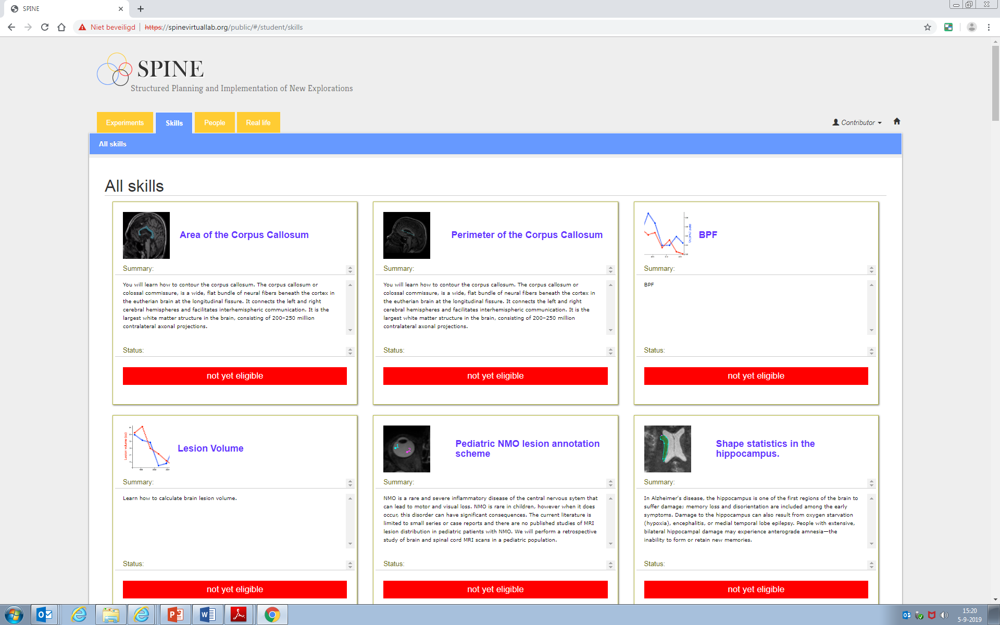 SPINE
Niet beveiligd | https://spinevirtuallab.org/public/#/student/skills
SPINE
Structured Planning and Implementation of New Explorations
Experiments
Skills
People
Real life
Contributor
All skills
All skills
Area of the Corpus Callosum
Summary:
You will learn how to contour the corpus callosum. The corpus callosum or
colossal commissure, is a wide, flat bundle of neural fibers beneath the cortex in
the eutherian brain at the longitudinal fissure. It connects the left and right
cerebral hemispheres and facilitates interhemispheric communication. It is the
largest white matter structure in the brain, consisting of 200–250 million
contralateral axonal projections.
Status:
not yet eligible
Perimeter of the Corpus Callosum
Summary:
You will learn how to contour the corpus callosum. The corpus callosum or
colossal commissure, is a wide, flat bundle of neural fibers beneath the cortex in
the eutherian brain at the longitudinal fissure. It connects the left and right
cerebral hemispheres and facilitates interhemispheric communication. It is the
largest white matter structure in the brain, consisting of 200–250 million
contralateral axonal projections.
Status:
not yet eligible
BPF
Summary:
BPF
Status:
not yet eligible
Lesion volume (cc)
Lesion Volume
Summary:
Learn how to calculate brain lesion volume.
Status:
not yet eligible
1
2
Pediatric NMO lesion annotation
scheme
Summary:
NMO is a rare and severe inflammatory disease of the central nervous sytem that
can lead to motor and visual loss. NMO is rare in children, however when it does
occur, this disorder can have significant consequences. The current literature is
limited to small series or case reports and there are no published studies of MRI
lesion distribution in pediatric patients with NMO. We will perform a retrospective
study of brain and spinal cord MRI scans in a pediatric population.
Status:
not yet eligible
Shape statistics in the
hippocampus.
Summary:
In Alzheimer's disease, the hippocampus is one of the first regions of the brain to
suffer damage; memory loss and disorientation are included among the early
symptoms. Damage to the hippocampus can also result from oxygen starvation
(hypoxia), encephalitis, or medial temporal lobe epilepsy. People with extensive,
bilateral hippocampal damage may experience anterograde amnesia—the
inability to form or retain new memories.
Status:
not yet eligible
15:20
5-9-2019